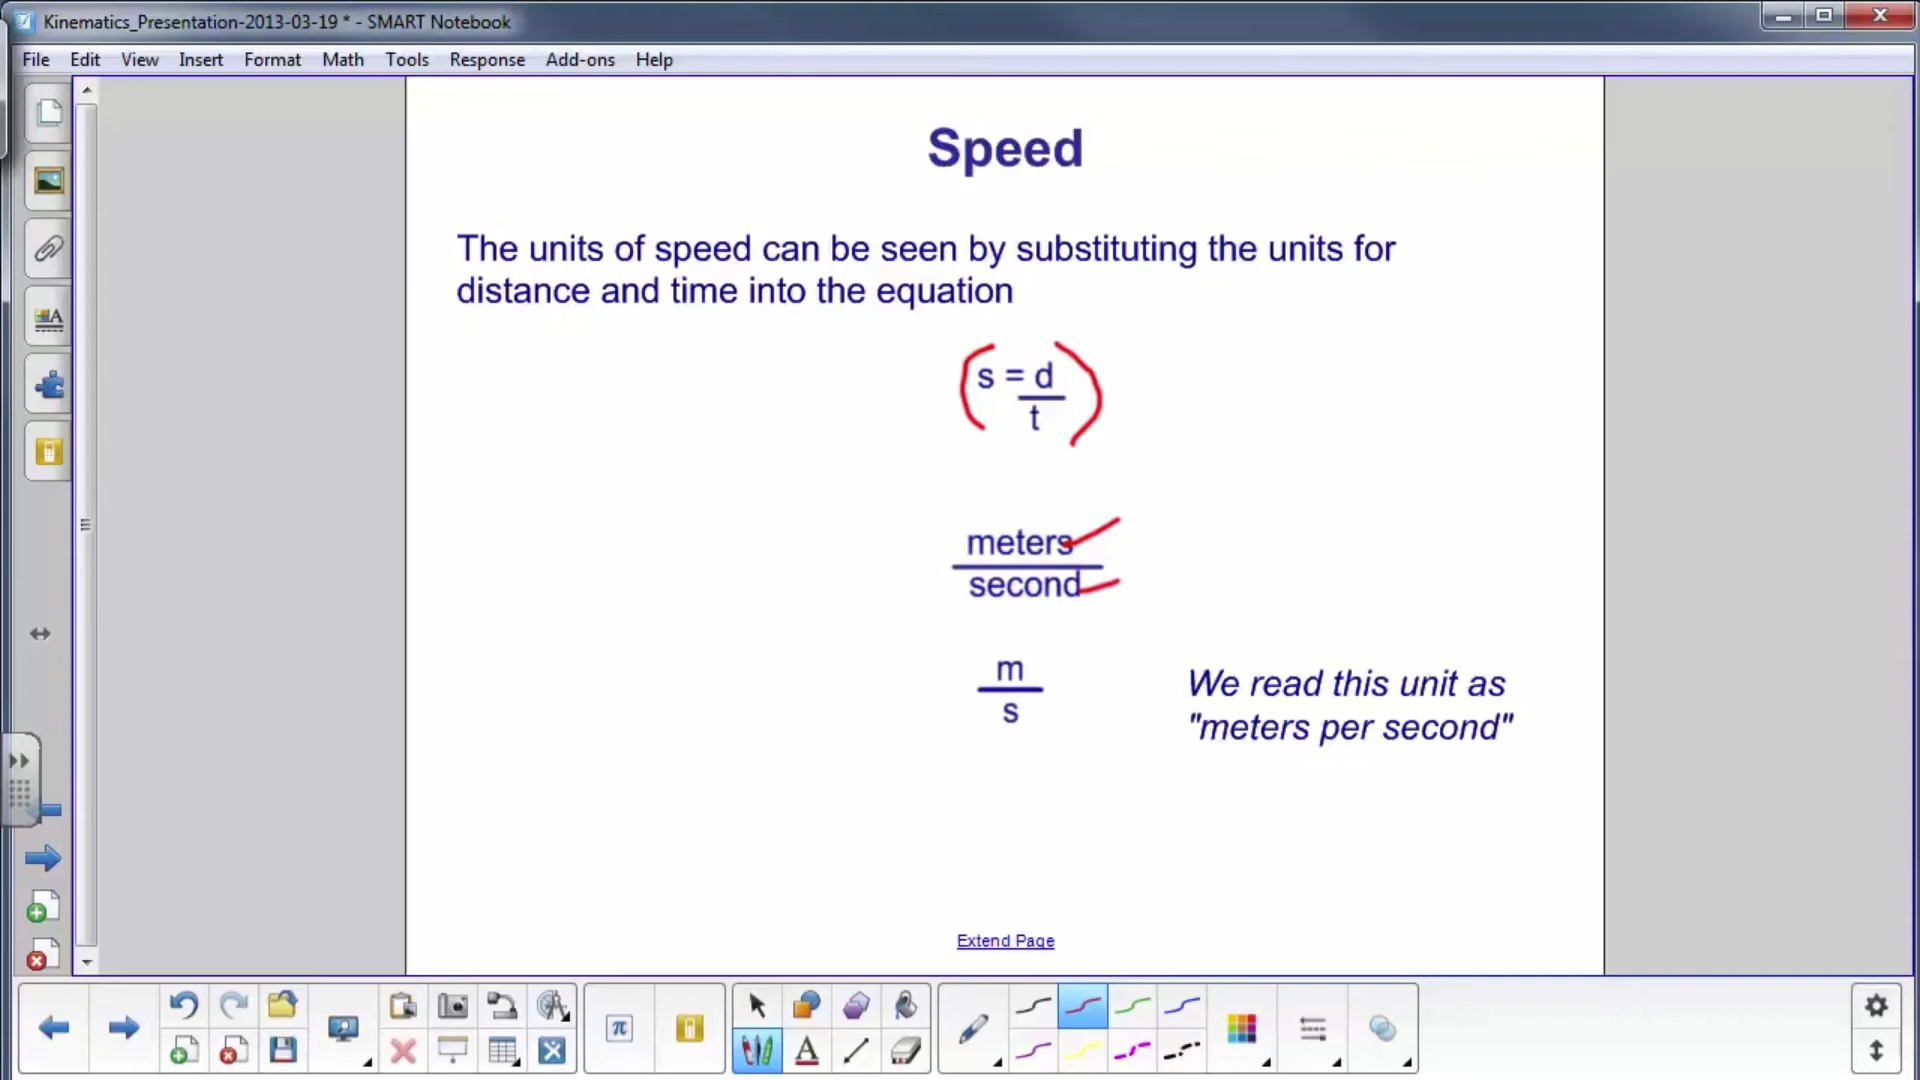 Kinematics_Presentation-2013-03-19 * - SMART Notebook
File Edit View Insert Format Math Tools Response Add-ons Help
Speed
The units of speed can be seen by substituting the units for
distance and time into the equation
s = d
t
meters
second
m
s
We read this unit as
"meters per second"
Extend Page
π
A